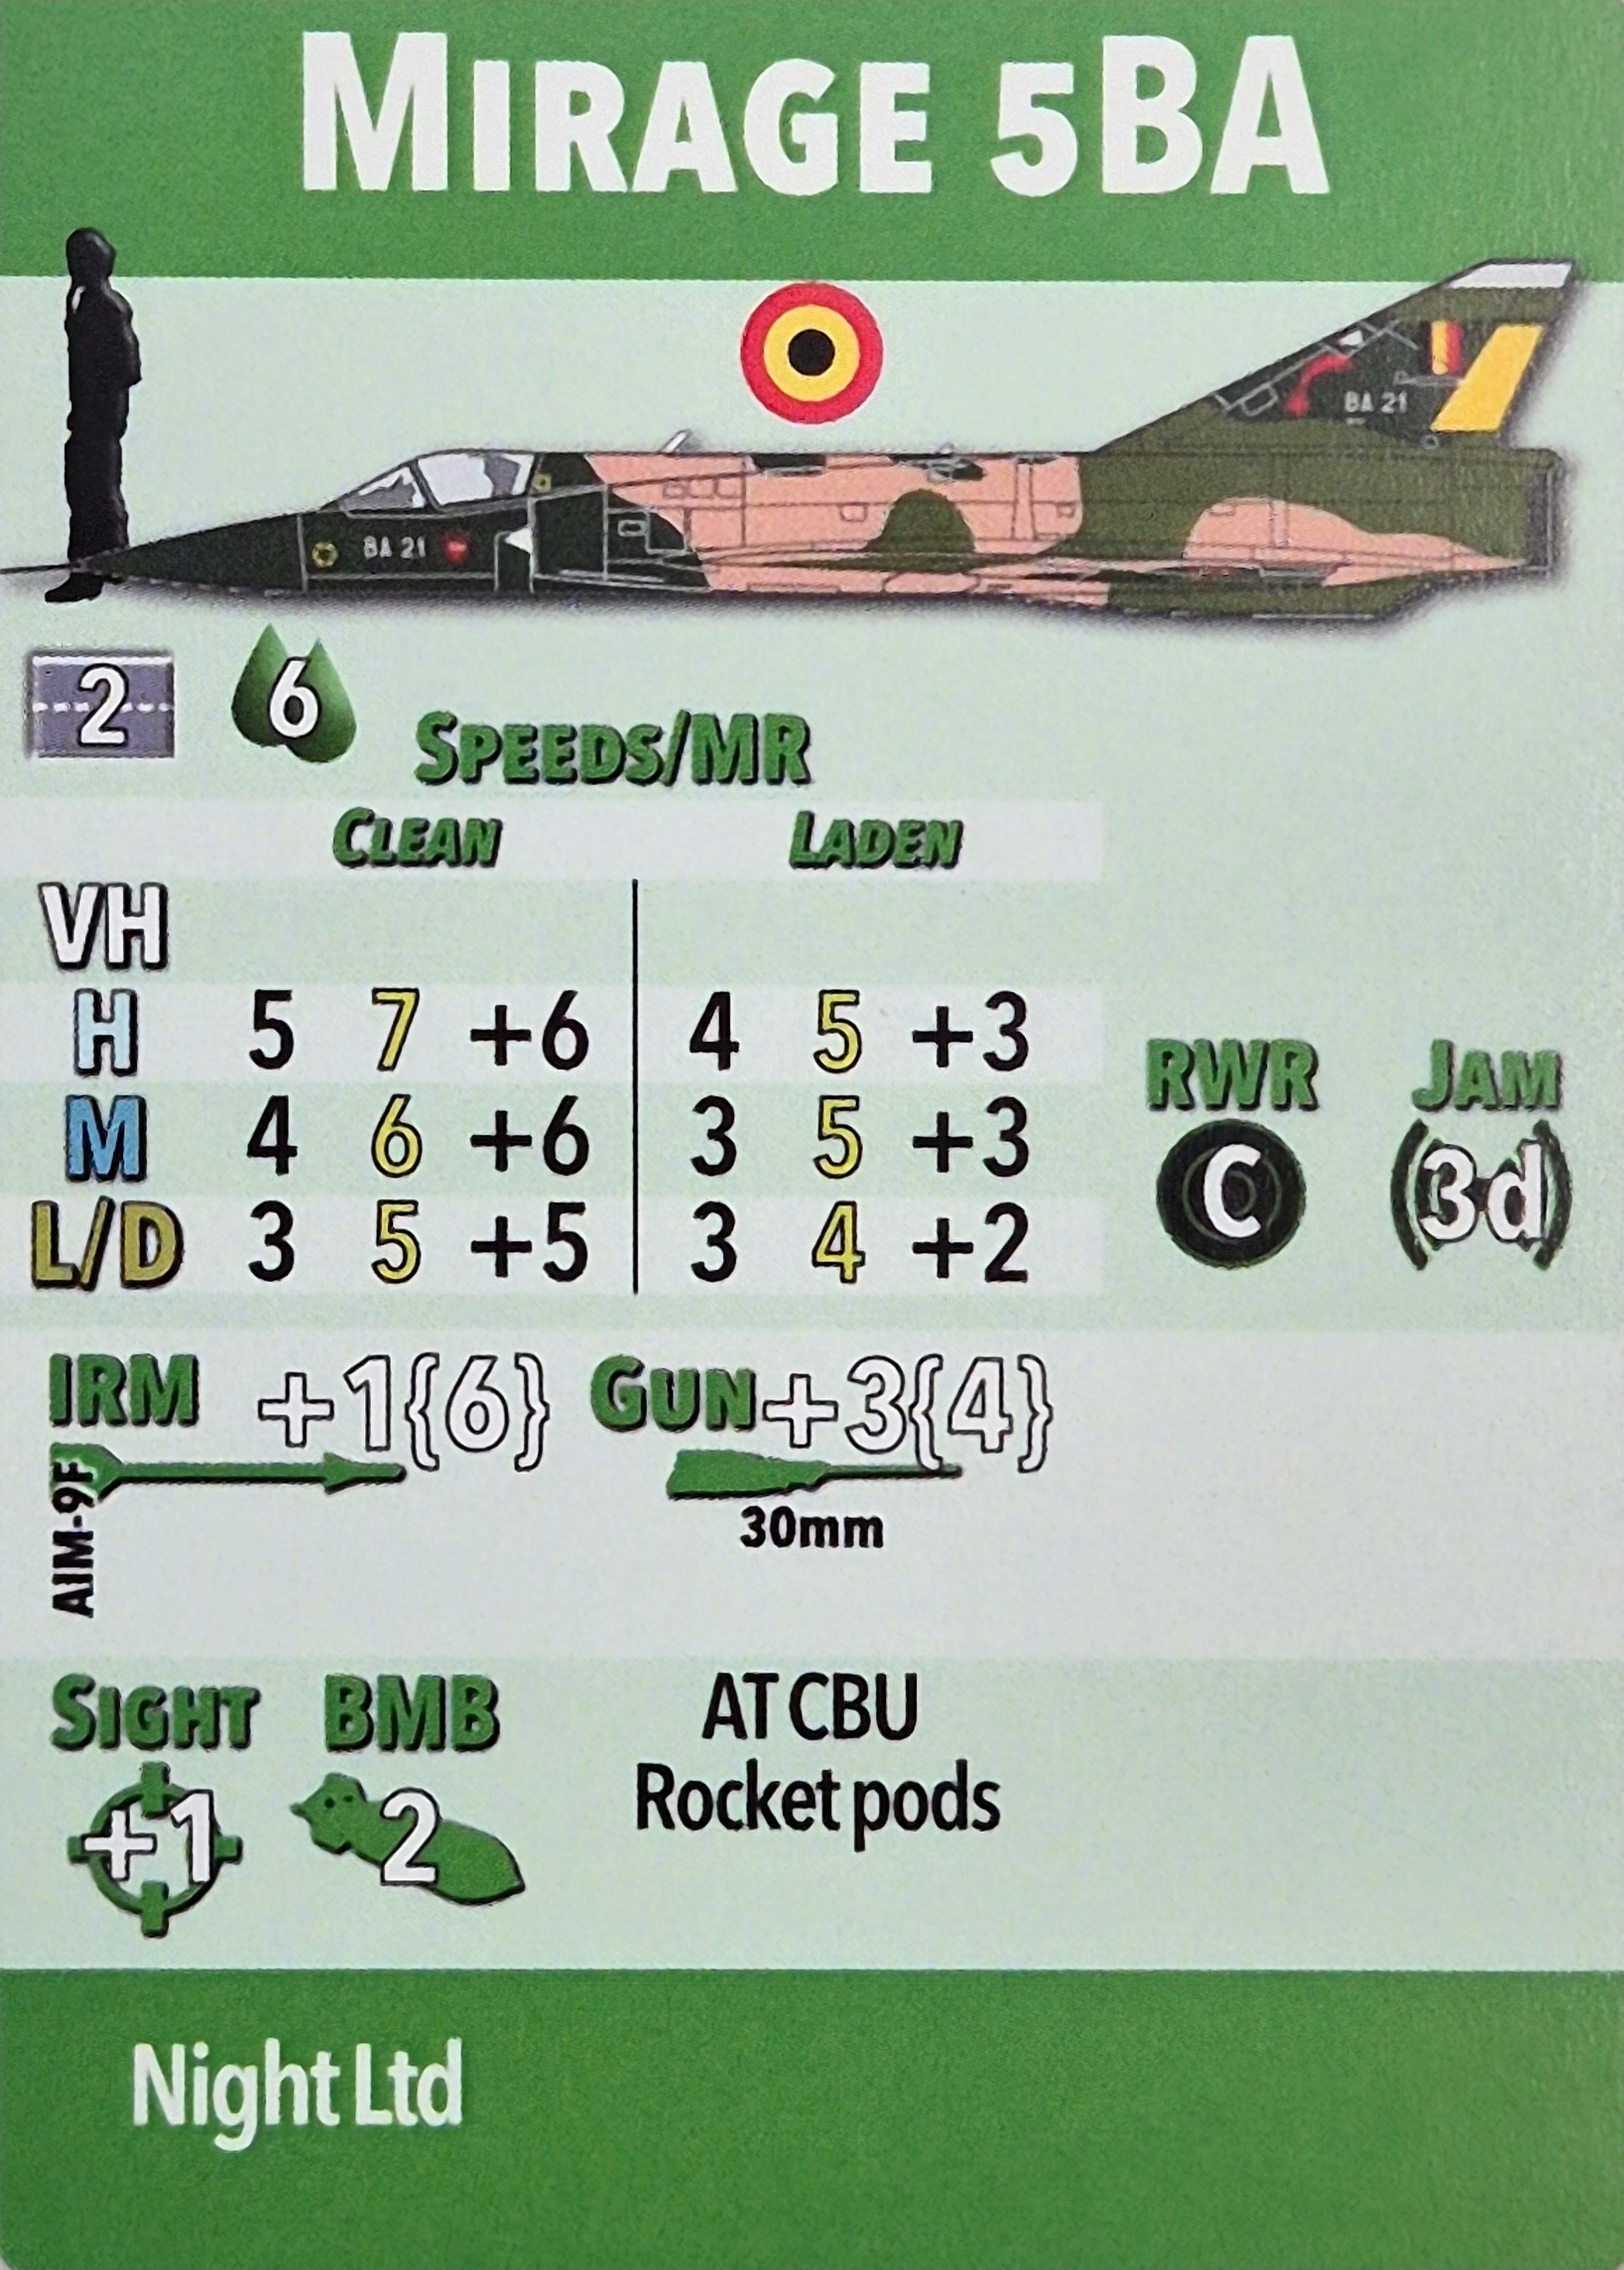 MIRAGE 5BA
BA 21
BA 21
2 6
SPEEDS/MR
CLEAN LADEN
VH
H 5 7 +6 4 5 +3
M 4 6 +6 3 5 +3
L/D 3 5 +5 3 4 +2
RWR JAM
C (3d)
IRM +1{6} GUN +3{4}
AIM-9F
30mm
SIGHT BMB
+1 2
AT CBU
Rocket pods
Night Ltd